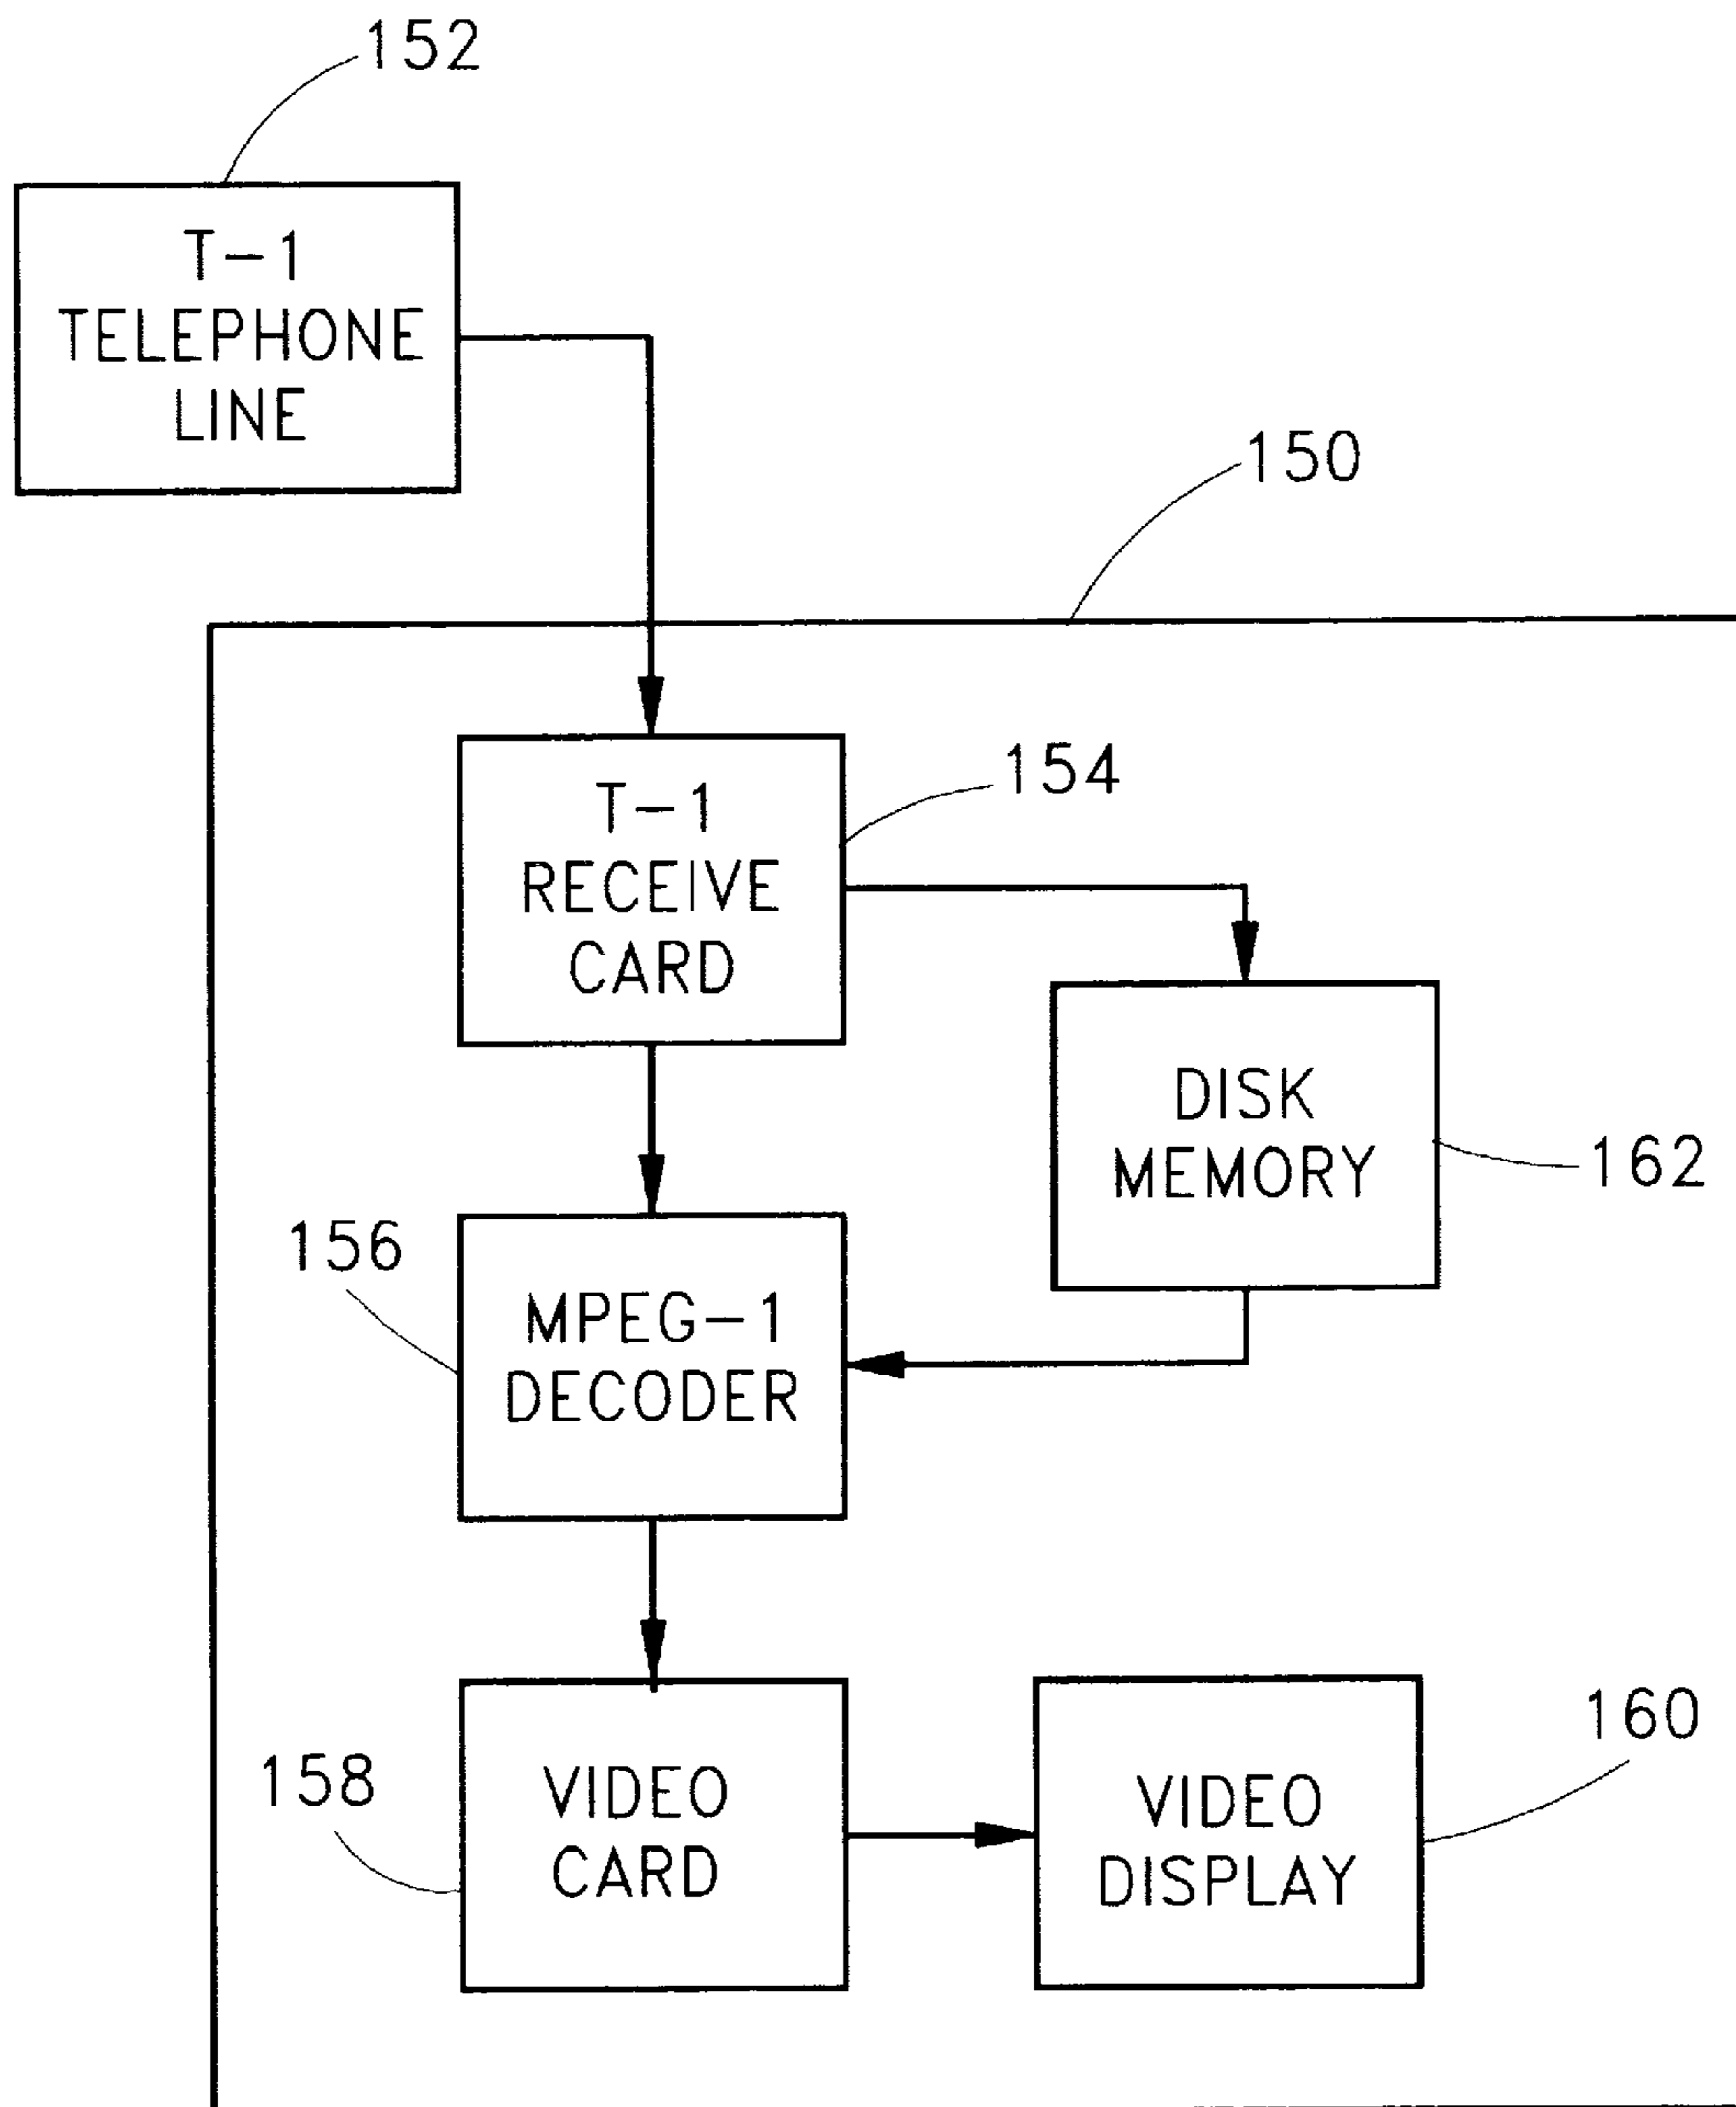 152
T-1
TELEPHONE
LINE
150
154
T-1
RECEIVE
CARD
DISK
MEMORY
162
156
MPEG-1
DECODER
160
158
VIDEO
CARD
VIDEO
DISPLAY